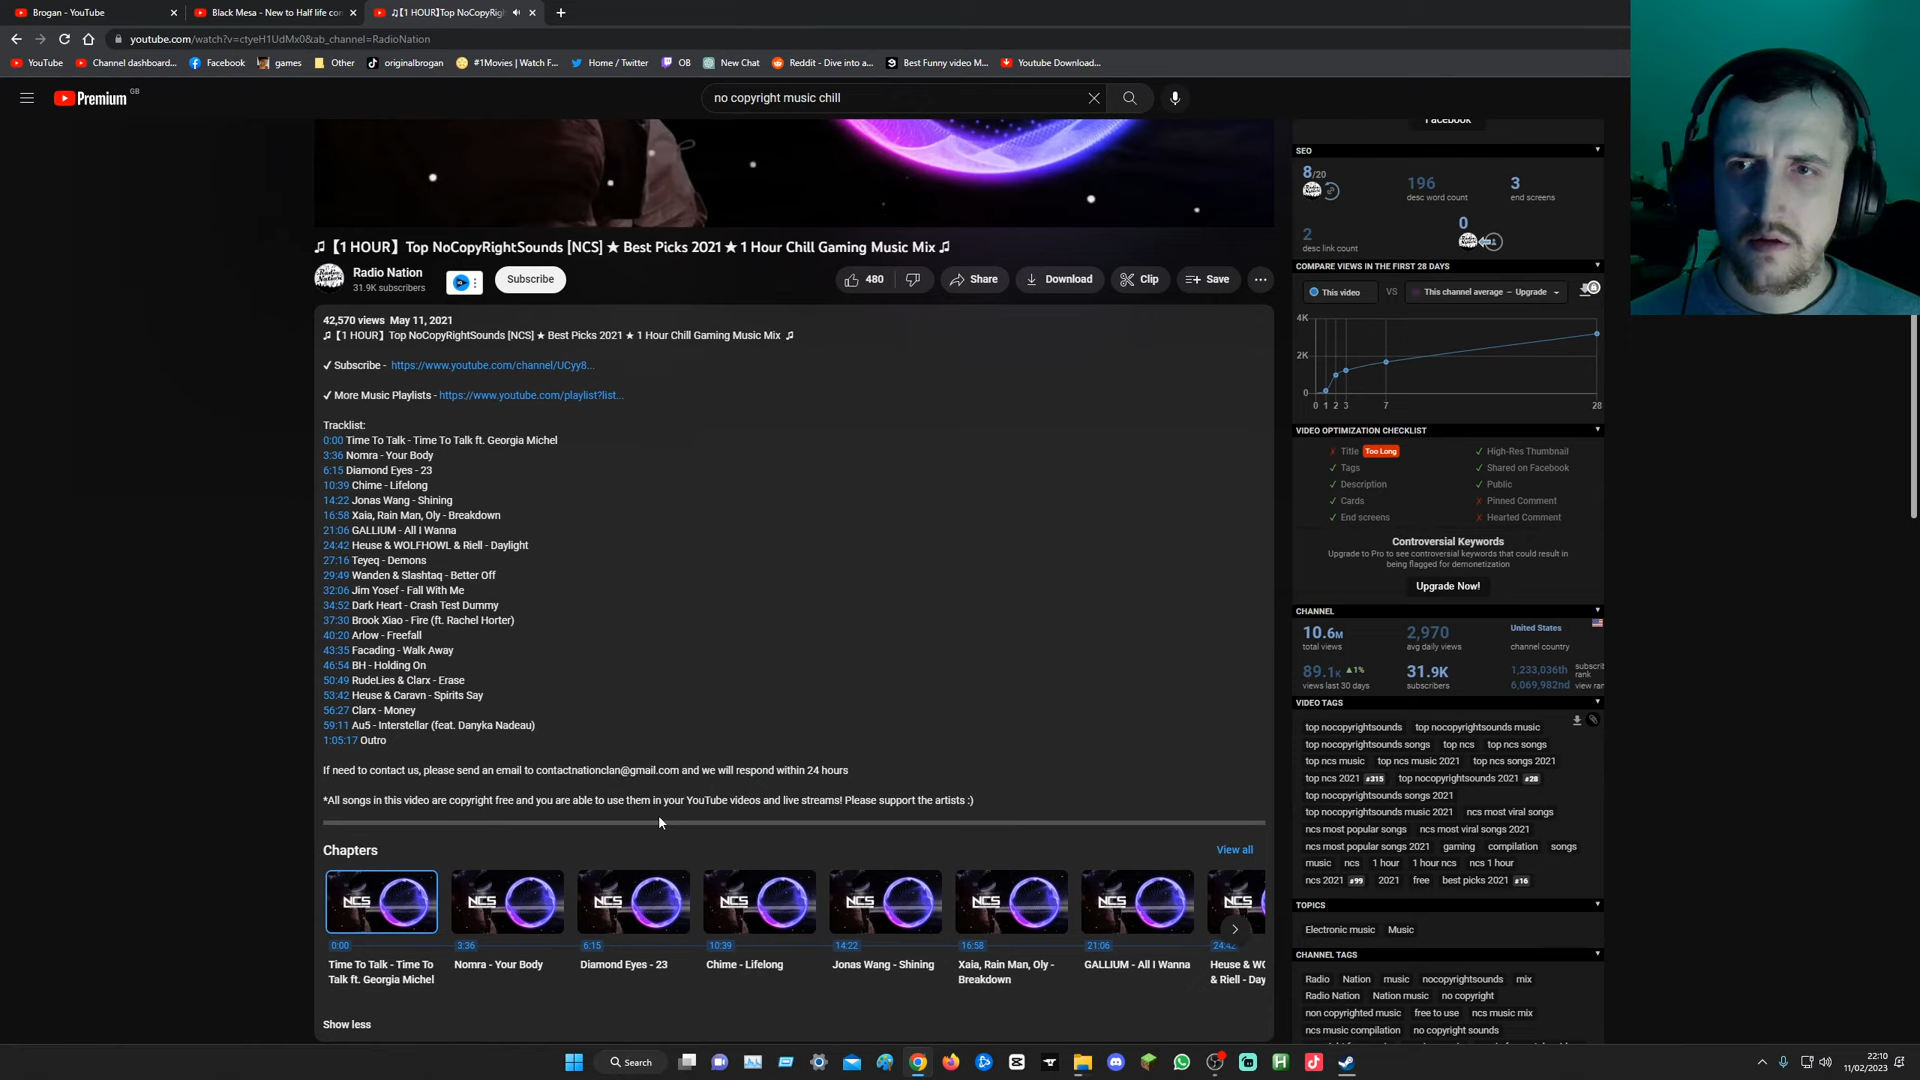 Brogan - YouTube
Black Mesa - New to Half life co
♫【1 HOUR】Top NoCopyRigh
youtube.com/watch?v=ctyeH1UdMx0&ab_channel=RadioNation
YouTube
Channel dashboard...
Facebook
games
Other
originalbrogan
#1Movies | Watch F...
Home / Twitter
OB
New Chat
Reddit - Dive into a...
Best Funny video M...
Youtube Download...
Premium GB
no copyright music chill
NCS
Facebook
♫【1 HOUR】Top NoCopyRightSounds [NCS] ★ Best Picks 2021 ★ 1 Hour Chill Gaming Music Mix ♫
Radio Nation
31.9K subscribers
Subscribe
480
Share
Download
Clip
Save
42,570 views May 11, 2021
♫【1 HOUR】Top NoCopyRightSounds [NCS] ★ Best Picks 2021 ★ 1 Hour Chill Gaming Music Mix ♫
✓ Subscribe - https://www.youtube.com/channel/UCyy8...
✓ More Music Playlists - https://www.youtube.com/playlist?list...
Tracklist:
0:00 Time To Talk - Time To Talk ft. Georgia Michel
3:36 Nomra - Your Body
6:15 Diamond Eyes - 23
10:39 Chime - Lifelong
14:22 Jonas Wang - Shining
16:58 Xaia, Rain Man, Oly - Breakdown
21:06 GALLIUM - All I Wanna
24:42 Heuse & WOLFHOWL & Riell - Daylight
27:16 Teyeq - Demons
29:49 Wanden & Slashtaq - Better Off
32:06 Jim Yosef - Fall With Me
34:52 Dark Heart - Crash Test Dummy
37:30 Brook Xiao - Fire (ft. Rachel Horter)
40:20 Arlow - Freefall
43:35 Facading - Walk Away
46:54 BH - Holding On
50:49 RudeLies & Clarx - Erase
53:42 Heuse & Caravn - Spirits Say
56:27 Clarx - Money
59:11 Au5 - Interstellar (feat. Danyka Nadeau)
1:05:17 Outro
If need to contact us, please send an email to contactnationclan@gmail.com and we will respond within 24 hours
*All songs in this video are copyright free and you are able to use them in your YouTube videos and live streams! Please support the artists :)
Chapters
View all
NCS NCS NCS NCS NCS NCS NCS
0:00 3:36 6:15 10:39 14:22 16:58 21:06 24:42
Time To Talk - Time To Talk ft. Georgia Michel
Nomra - Your Body
Diamond Eyes - 23
Chime - Lifelong
Jonas Wang - Shining
Xaia, Rain Man, Oly - Breakdown
GALLIUM - All I Wanna
Heuse & WO
& Riell - Day
Show less
SEO
8/20
196
desc word count
3
end screens
2
desc link count
0
COMPARE VIEWS IN THE FIRST 28 DAYS
This video VS This channel average – Upgrade
4K
2K
0
0 1 2 3 7 28
VIDEO OPTIMIZATION CHECKLIST
✗ Title Too Long
✓ High-Res Thumbnail
✓ Tags
✓ Shared on Facebook
✓ Description
✓ Public
✓ Cards
✗ Pinned Comment
✓ End screens
✗ Hearted Comment
Controversial Keywords
Upgrade to Pro to see controversial keywords that could result in
being flagged for demonetization
Upgrade Now!
CHANNEL
10.6M
total views
2,970
avg daily views
United States
channel country
89.1K ▲1%
views last 30 days
31.9K
subscribers
1,233,036th subscrib rank
6,069,982nd view ran
VIDEO TAGS
top nocopyrightsounds top nocopyrightsounds music
top nocopyrightsounds songs top ncs top ncs songs
top ncs music top ncs music 2021 top ncs songs 2021
top ncs 2021 #315 top nocopyrightsounds 2021 #28
top nocopyrightsounds songs 2021
top nocopyrightsounds music 2021 ncs most viral songs
ncs most popular songs ncs most viral songs 2021
ncs most popular songs 2021 gaming compilation songs
music ncs 1 hour 1 hour ncs ncs 1 hour
ncs 2021 #99 2021 free best picks 2021 #16
TOPICS
Electronic music Music
CHANNEL TAGS
Radio Nation music nocopyrightsounds mix
Radio Nation Nation music no copyright
non copyrighted music free to use ncs music mix
ncs music compilation no copyright sounds
Search
22:10
11/02/2023